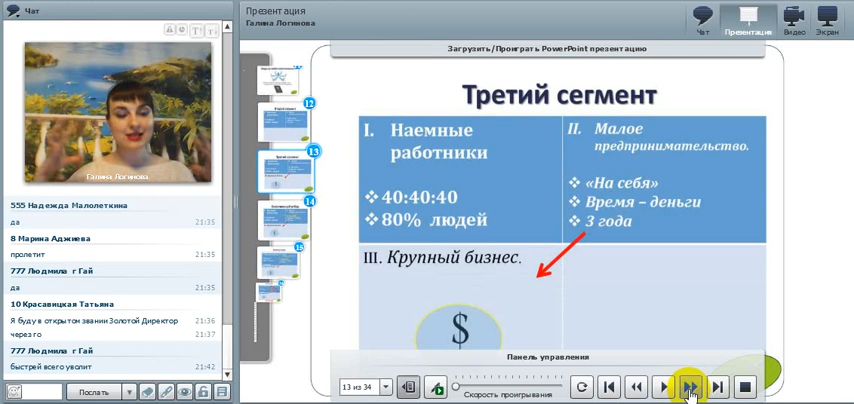 Чат
Галина Логинова
555 Надежда Малолеткина
да 21:35
8 Марина Аджиева
пролетит 21:35
777 Людмила г Гай
да 21:35
10 Красавицкая Татьяна
Я буду в открытом звании Золотой Директор 21:36
через го 21:37
777 Людмила г Гай
быстрей всего уволит 21:42
Послать
Презентация
Галина Логинова
Чат
Презентация
Видео
Экран
Загрузить/Проиграть PowerPoint презентацию
12
13
14
15
Третий сегмент
I. Наемные
работники
❖ 40:40:40
❖ 80% людей
II. Малое
предпринимательство.
❖ «На себя»
❖ Время – деньги
❖ 3 года
III. Крупный бизнес.
$
Панель управления
13 из 34
Скорость проигрывания